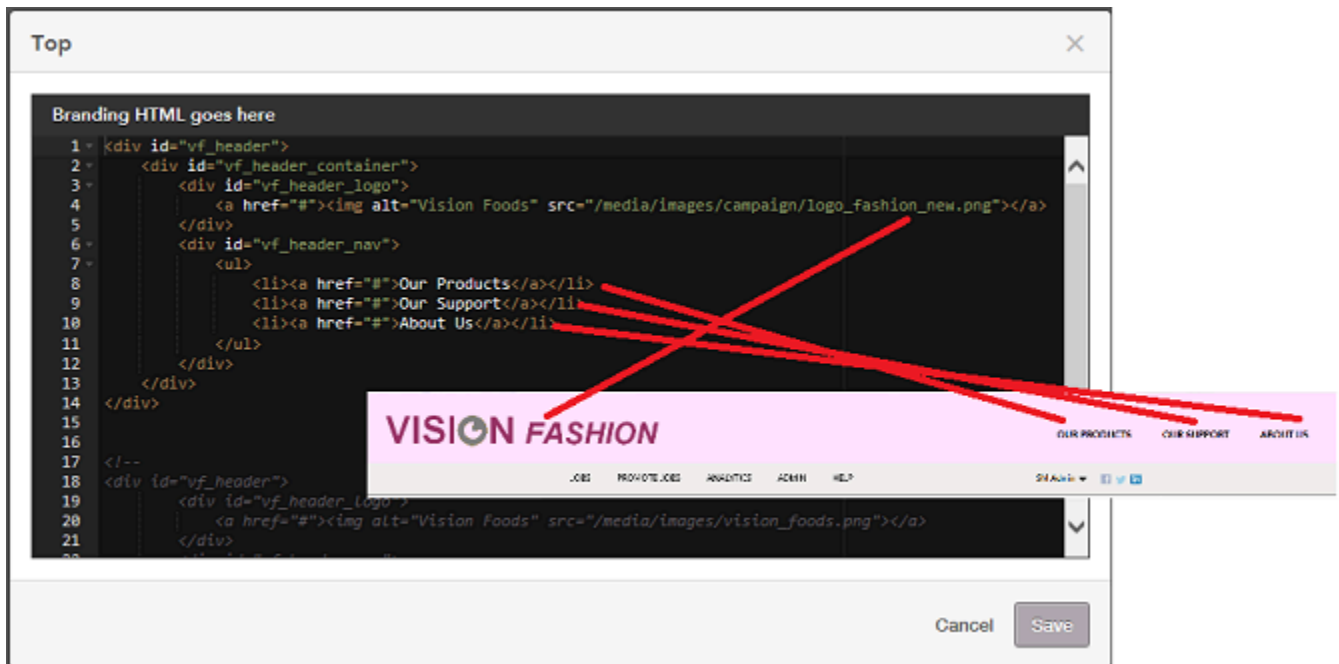 Top
×
Branding HTML goes here
1 <div id="vf_header">
2 <div id="vf_header_container">
3 <div id="vf_header_logo">
4 <a href="#"><img alt="Vision Foods" src="/media/images/campaign/logo_fashion_new.png"></a>
5 </div>
6 <div id="vf_header_nav">
7 <ul>
8 <li><a href="#">Our Products</a></li>
9 <li><a href="#">Our Support</a></li>
10 <li><a href="#">About Us</a></li>
11 </ul>
12 </div>
13 </div>
14 </div>
15
16
17 <!--
18 <div id="vf_header">
19 <div id="vf_header_logo">
20 <a href="#"><img alt="Vision Foods" src="/media/images/vision_foods.png"></a>
21 </div>
VISION FASHION
OUR PRODUCTS OUR SUPPORT ABOUT US
JOBS PROMOTE JOBS ANALYTICS ADMIN HELP SM Admin
Cancel Save